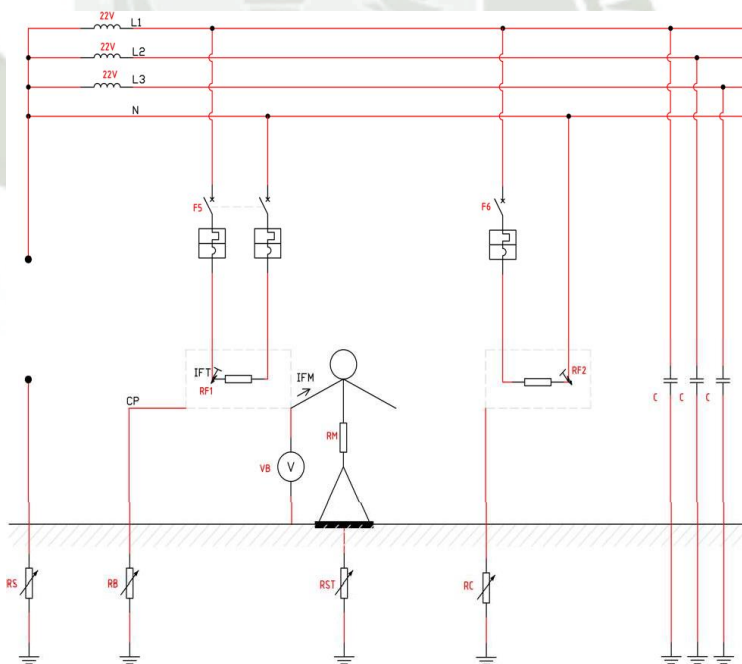 22V L1
22V L2
22V L3
N
F5
F6
IFT
RF1
IFM
RF2
CP
C C C
RM
VB
V
RS
RB
RST
RC